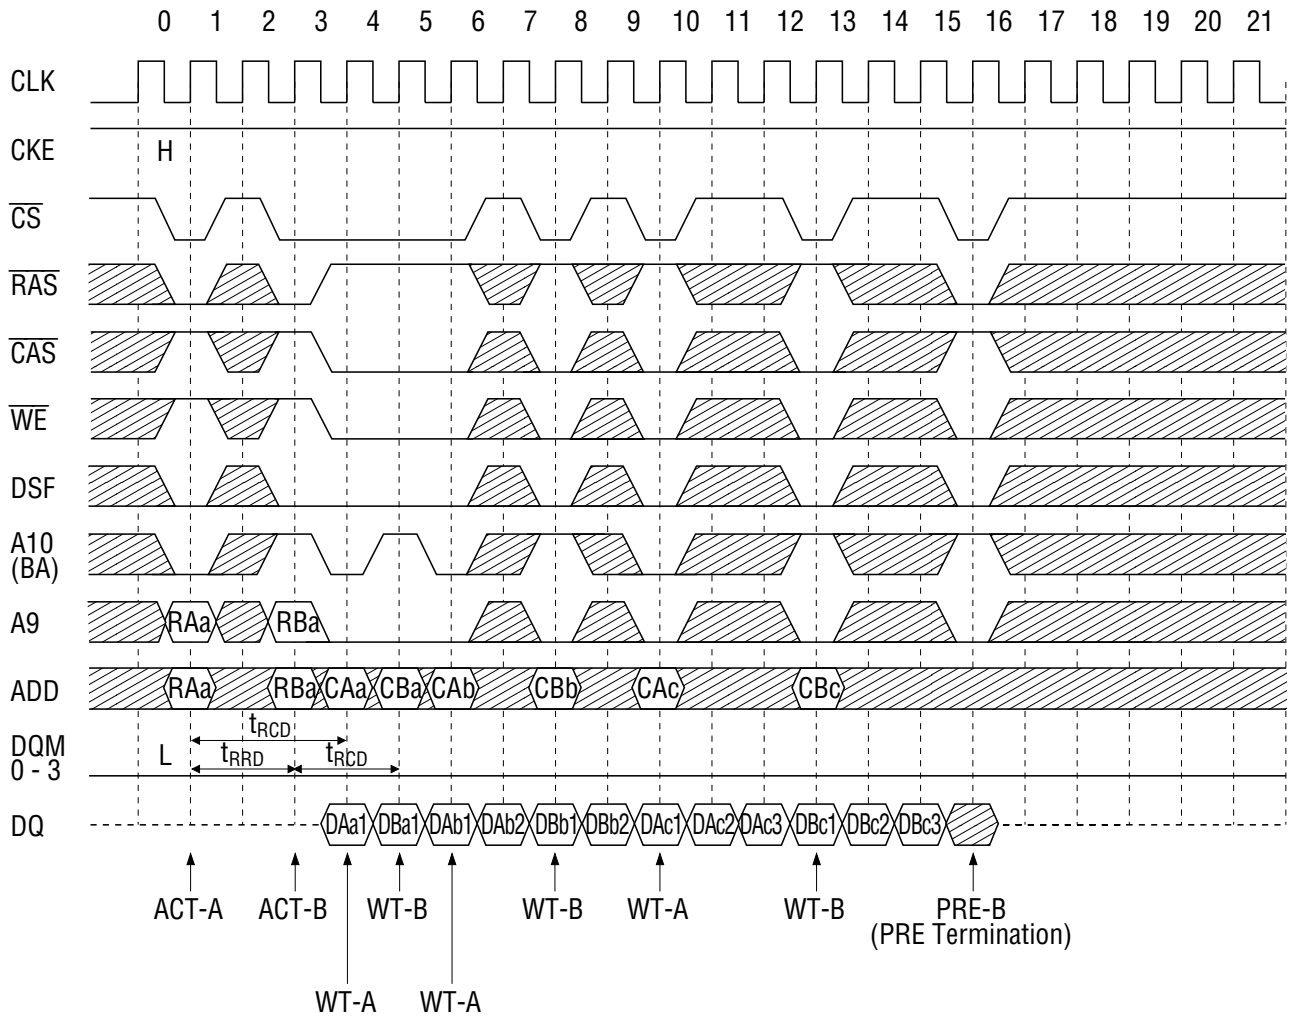 0 1 2 3 4 5 6 7 8 9 10 11 12 13 14 15 16 17 18 19 20 21
CLK
CKE H
CS
RAS
CAS
WE
DSF
A10
(BA)
A9 RAa RBa
ADD RAa RBa CAa CBa CAb CBb CAc CBc
DQM
0 - 3 L tRCD tRRD tRCD
DQ DAa1 DBa1 DAb1 DAb2 DBb1 DBb2 DAc1 DAc2 DAc3 DBc1 DBc2 DBc3
ACT-A ACT-B WT-B WT-B WT-A WT-B PRE-B
(PRE Termination)
WT-A WT-A